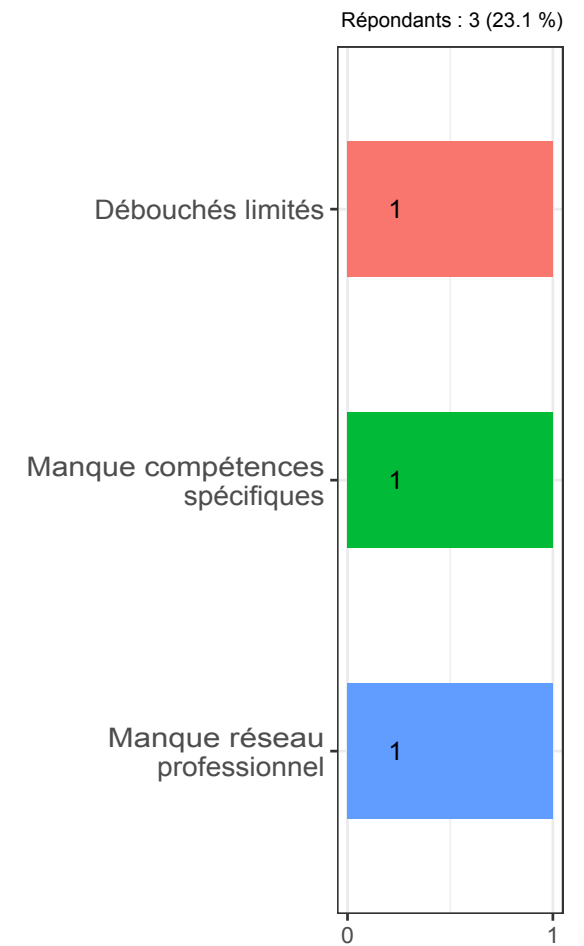 Répondants : 3 (23.1 %)
Débouchés limités
1
Manque compétences
spécifiques
1
Manque réseau
professionnel
1
0
1